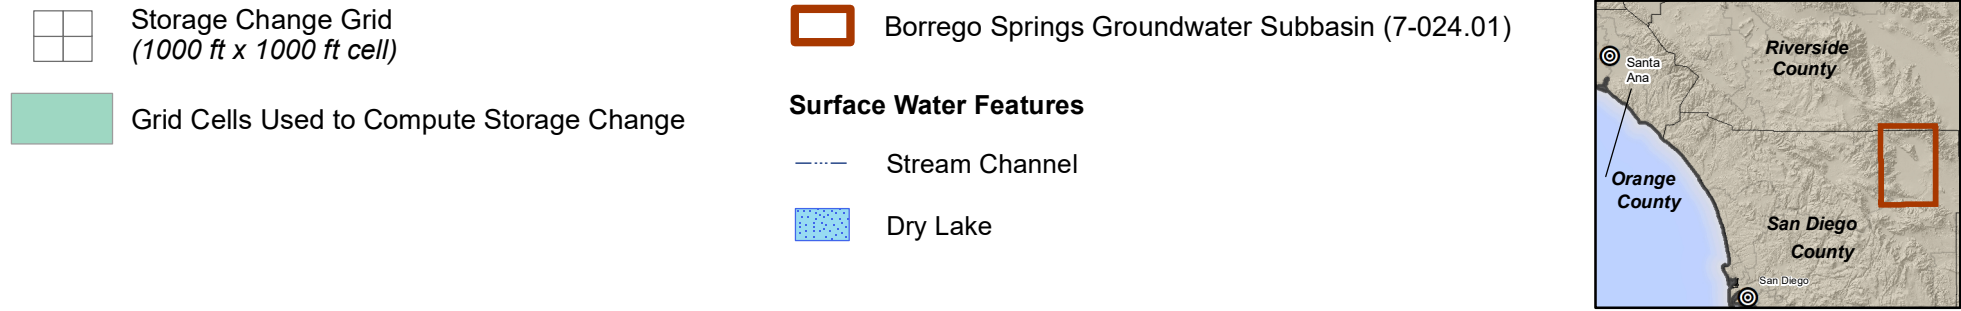 Storage Change Grid
(1000 ft x 1000 ft cell)
Grid Cells Used to Compute Storage Change
Borrego Springs Groundwater Subbasin (7-024.01)
Surface Water Features
Stream Channel
Dry Lake
Riverside
County
Santa
Ana
Orange
County
San Diego
County
San Diego